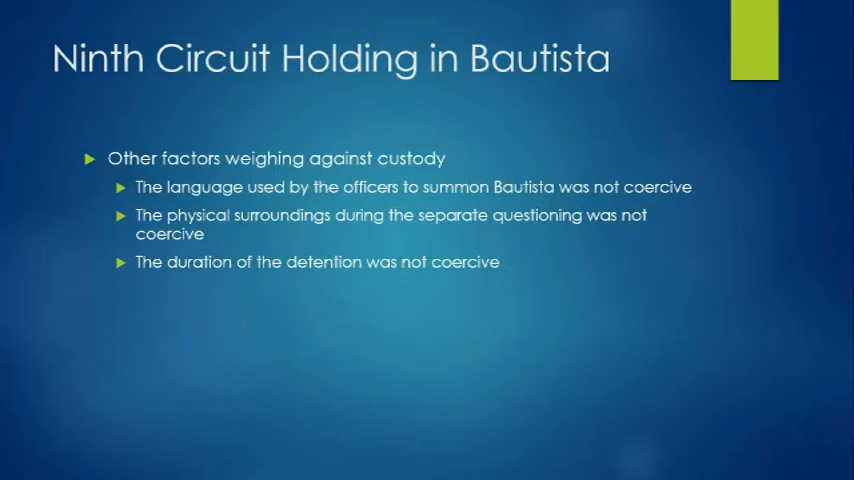 Ninth Circuit Holding in Bautista
Other factors weighing against custody
The language used by the officers to summon Bautista was not coercive
The physical surroundings during the separate questioning was not
coercive
The duration of the detention was not coercive